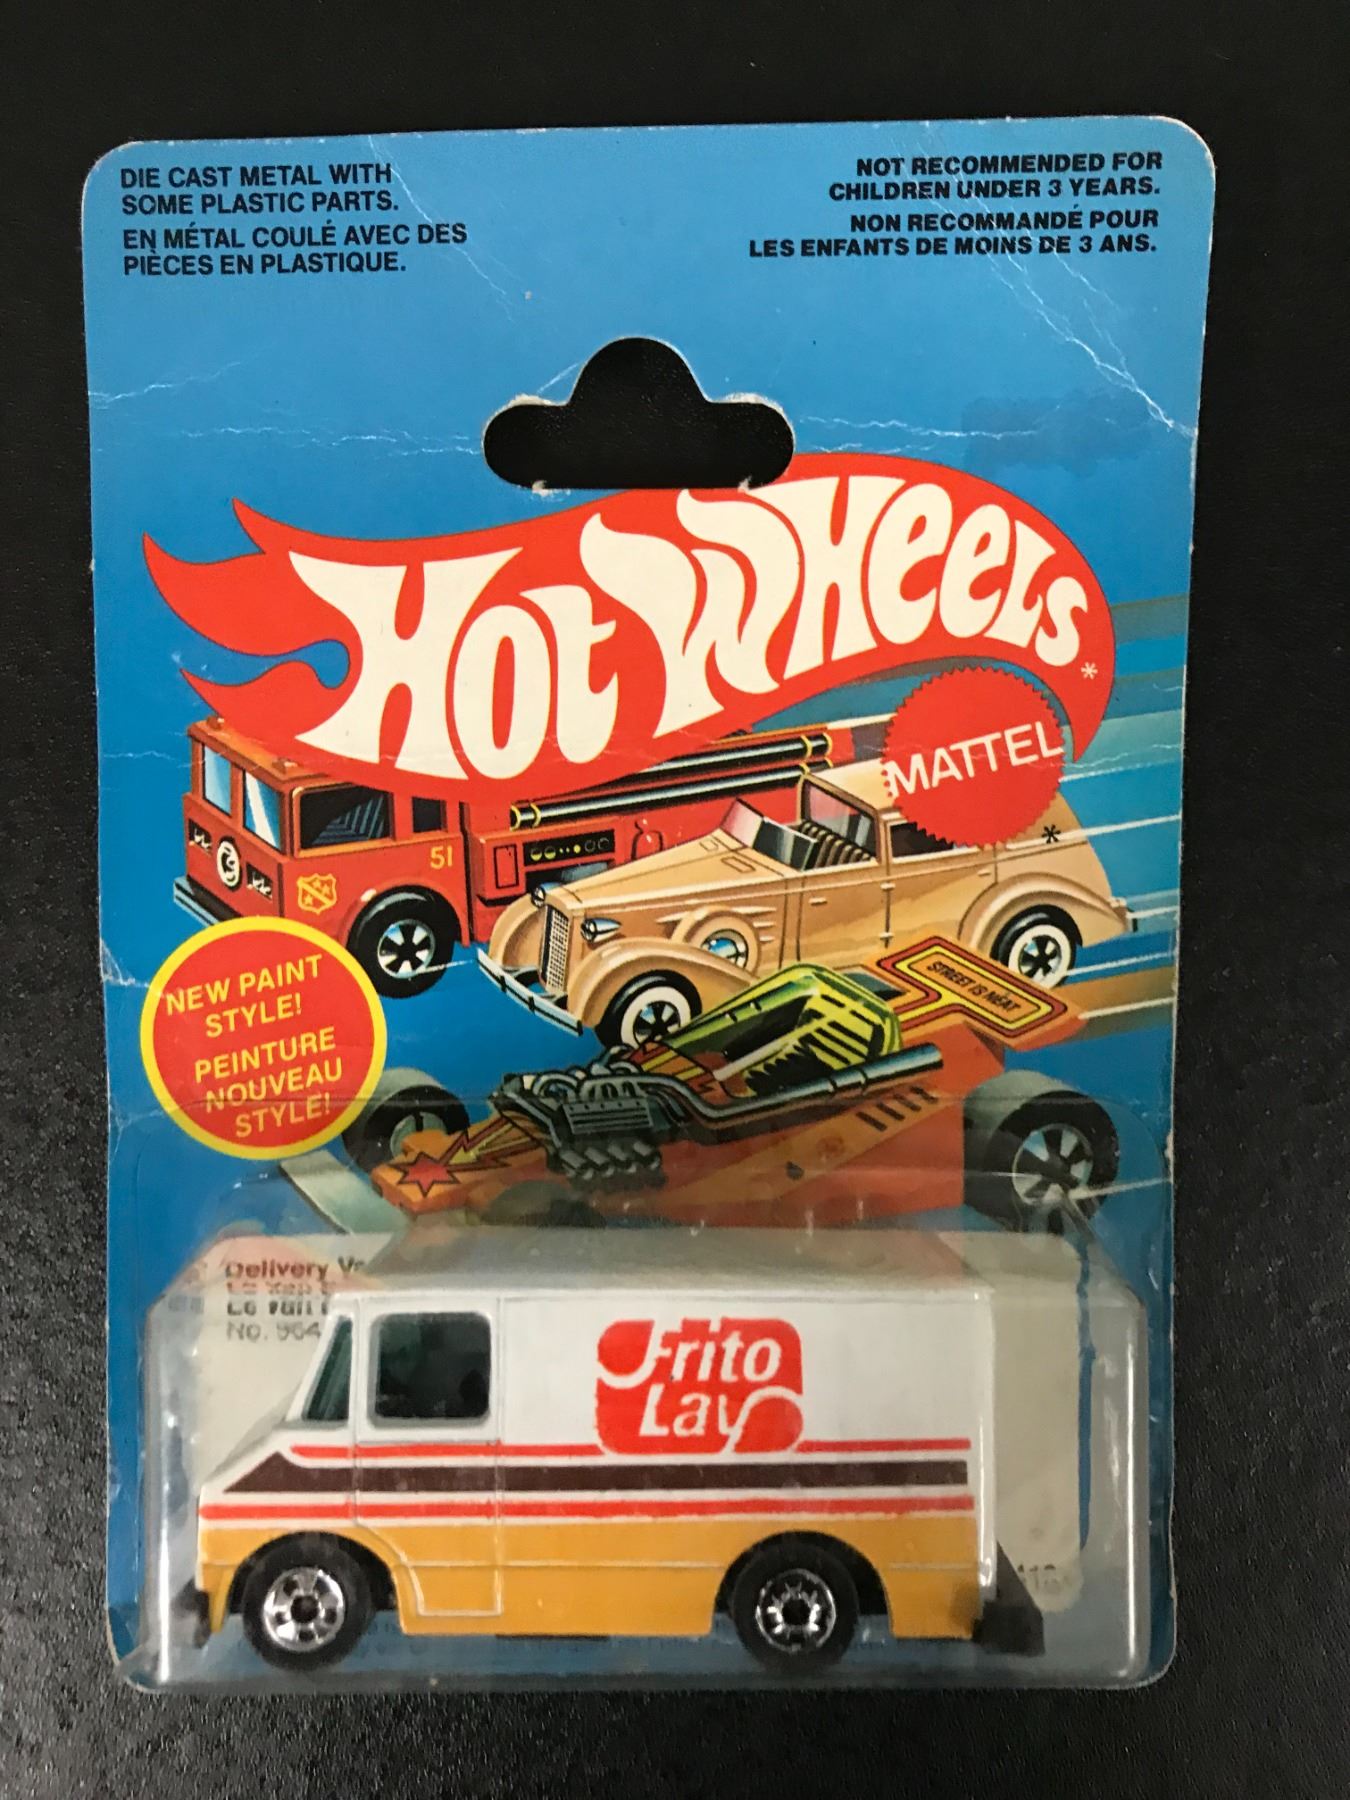 DIE CAST METAL WITH
SOME PLASTIC PARTS.
EN MÉTAL COULÉ AVEC DES
PIÈCES EN PLASTIQUE.
NOT RECOMMENDED FOR
CHILDREN UNDER 3 YEARS.
NON RECOMMANDÉ POUR
LES ENFANTS DE MOINS DE 3 ANS.
Hot Wheels*
MATTEL
*
51
STREET IS NEAT
NEW PAINT
STYLE!
PEINTURE
NOUVEAU
STYLE!
Delivery
No.
Frito
Lay